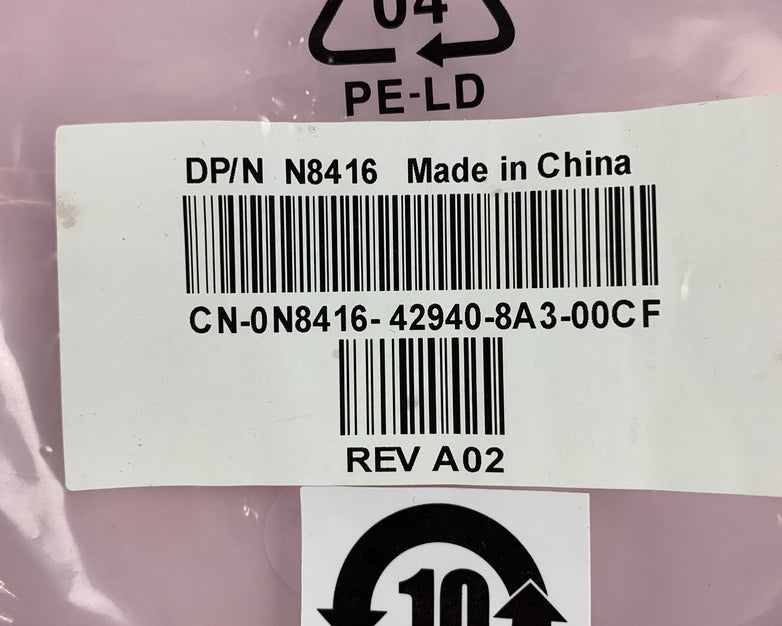 04
PE-LD
DP/N N8416 Made in China
CN-0N8416-42940-8A3-00CF
REV A02
10